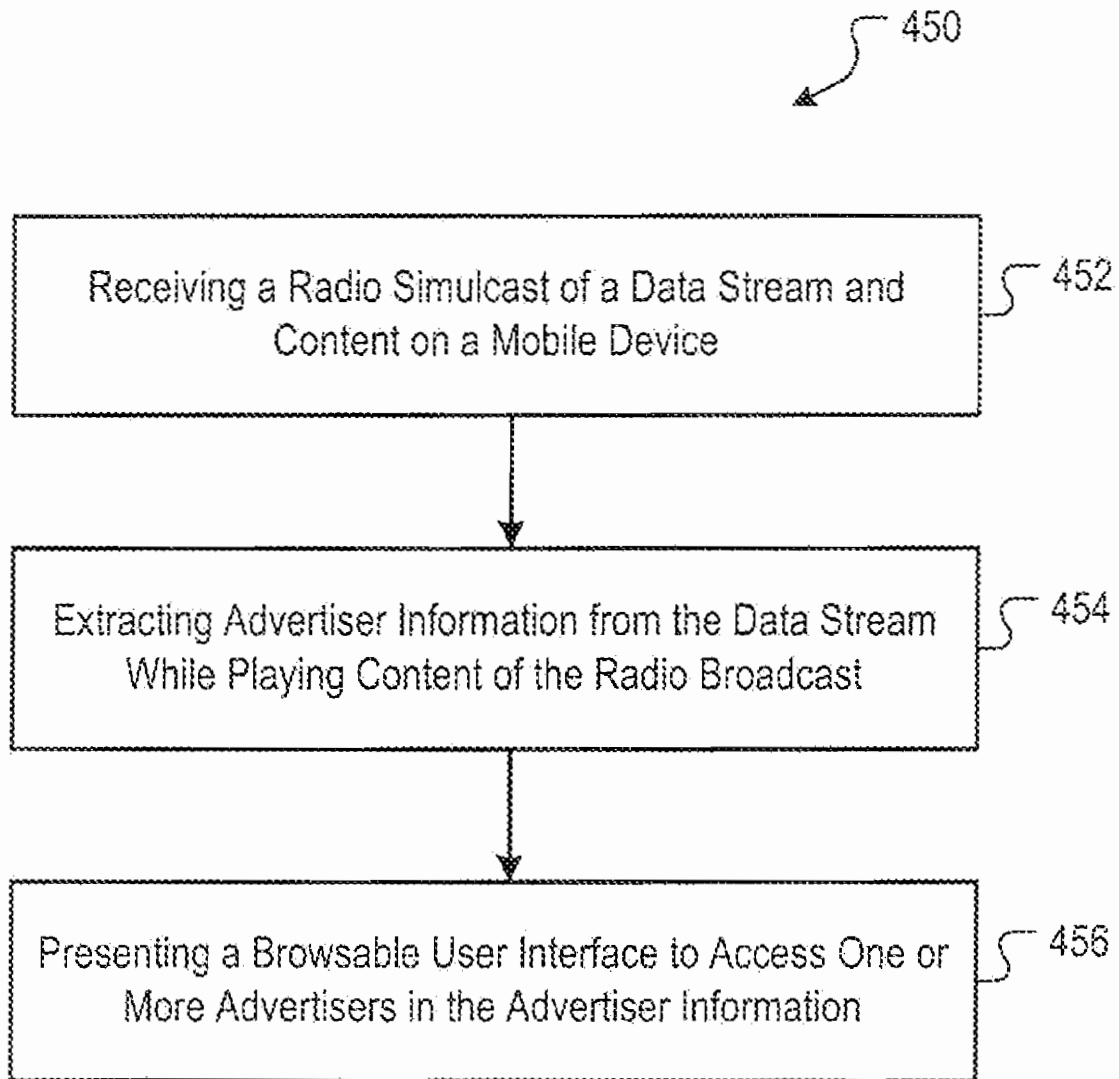 450
Receiving a Radio Simulcast of a Data Stream and
Content on a Mobile Device
452
Extracting Advertiser Information from the Data Stream
While Playing Content of the Radio Broadcast
454
Presenting a Browsable User Interface to Access One or
More Advertisers in the Advertiser Information
456